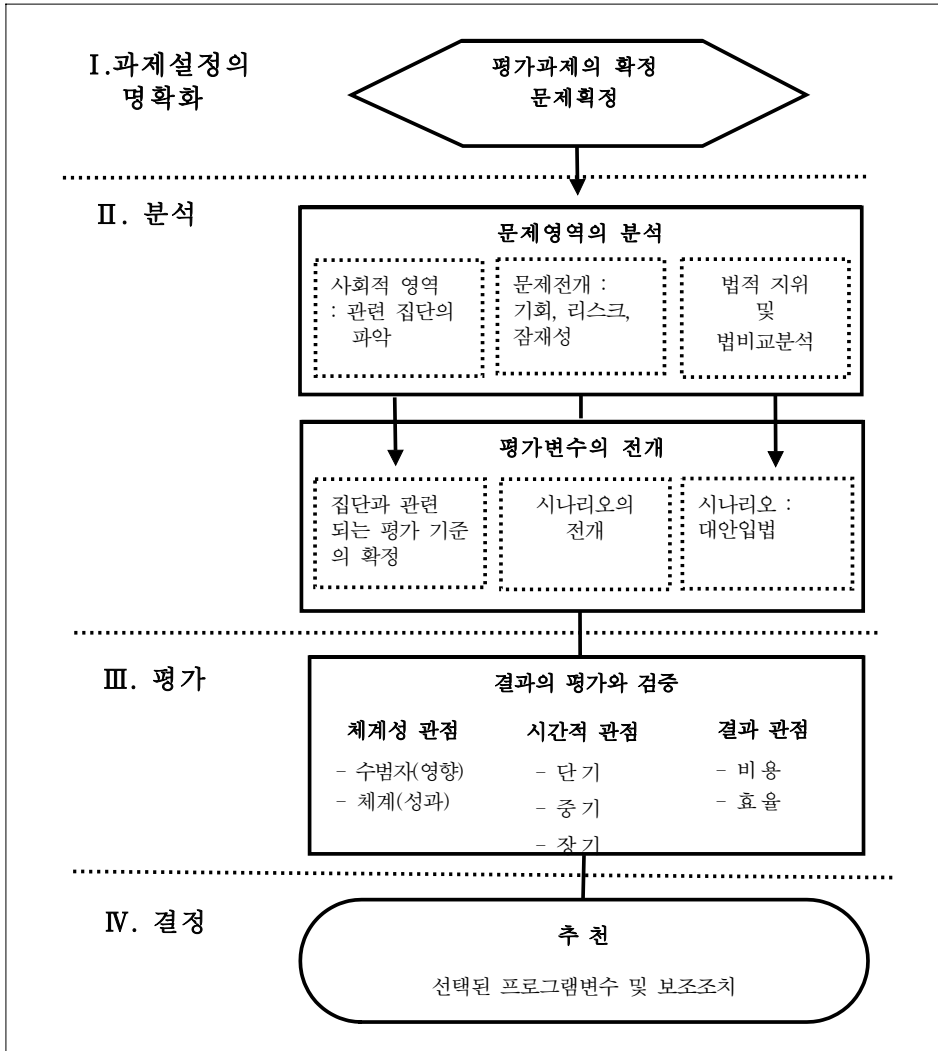 Ⅰ.과제설정의
명확화
평가과제의 확정
문제획정
Ⅱ. 분석
문제영역의 분석
사회적 영역
: 관련 집단의
파악
문제전개 :
기회, 리스크,
잠재성
법적 지위
및
법비교분석
평가변수의 전개
집단과 관련
되는 평가 기준
의 확정
시나리오의
전개
시나리오 :
대안입법
Ⅲ. 평가
결과의 평가와 검증
체계성 관점
- 수범자(영향)
- 체계(성과)
시간적 관점
- 단기
- 중기
- 장기
결과 관점
- 비용
- 효율
Ⅳ. 결정
추 천
선택된 프로그램변수 및 보조조치